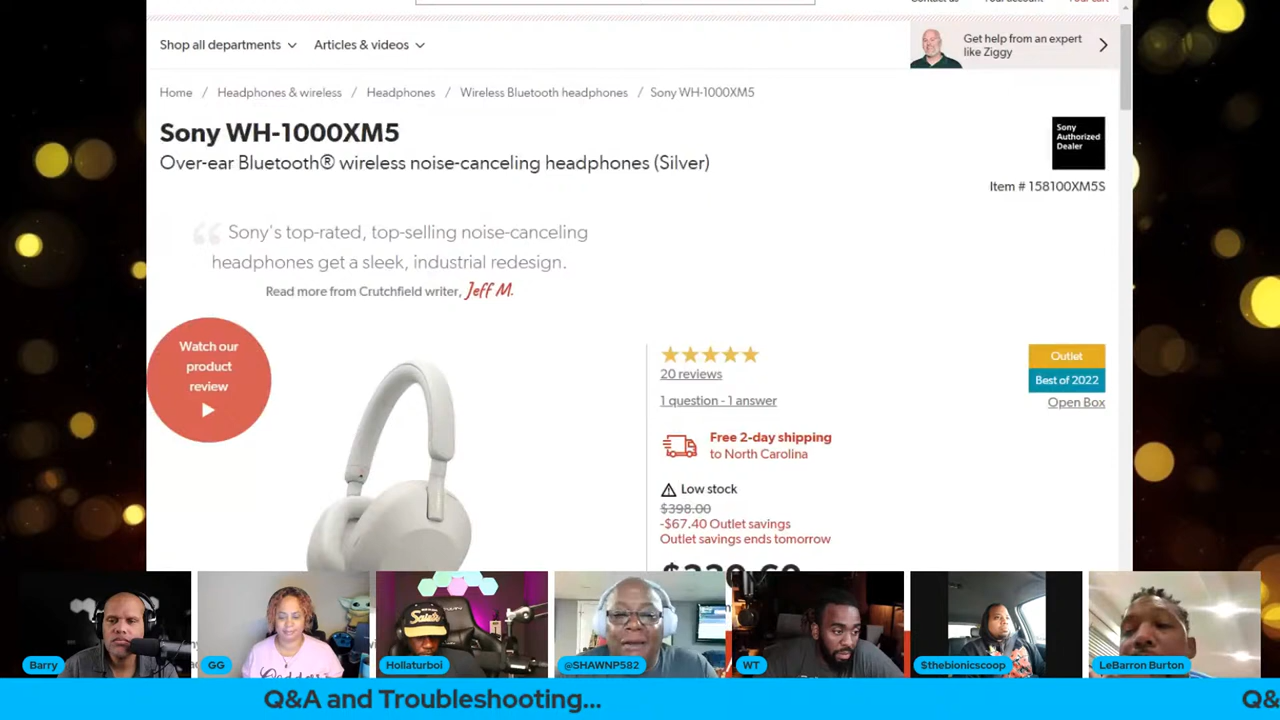 Shop all departments
Articles & videos
Get help from an expert
like Ziggy
Home / Headphones & wireless / Headphones / Wireless Bluetooth headphones / Sony WH-1000XM5
Sony WH-1000XM5
Over-ear Bluetooth® wireless noise-canceling headphones (Silver)
Sony
Authorized
Dealer
Item # 158100XM5S
“ Sony's top-rated, top-selling noise-canceling
headphones get a sleek, industrial redesign.
Read more from Crutchfield writer, Jeff M.
Watch our
product
review
20 reviews
1 question - 1 answer
Outlet
Best of 2022
Open Box
Free 2-day shipping
to North Carolina
Low stock
$398.00
-$67.40 Outlet savings
Outlet savings ends tomorrow
Saints
Barry
GG
Hollaturboi
@SHAWNP582
WT
$thebionicscoop
LeBarron Burton
Q&A and Troubleshooting...
Q&